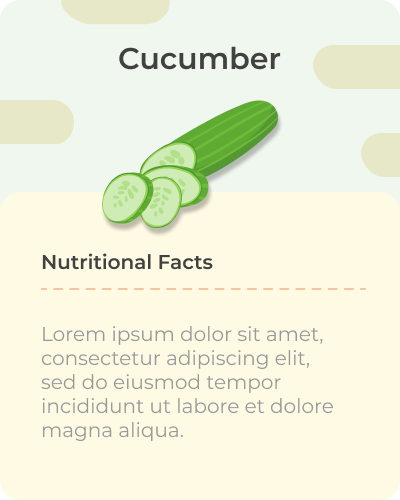 Cucumber
Nutritional Facts
Lorem ipsum dolor sit amet,
consectetur adipiscing elit,
sed do eiusmod tempor
incididunt ut labore et dolore
magna aliqua.